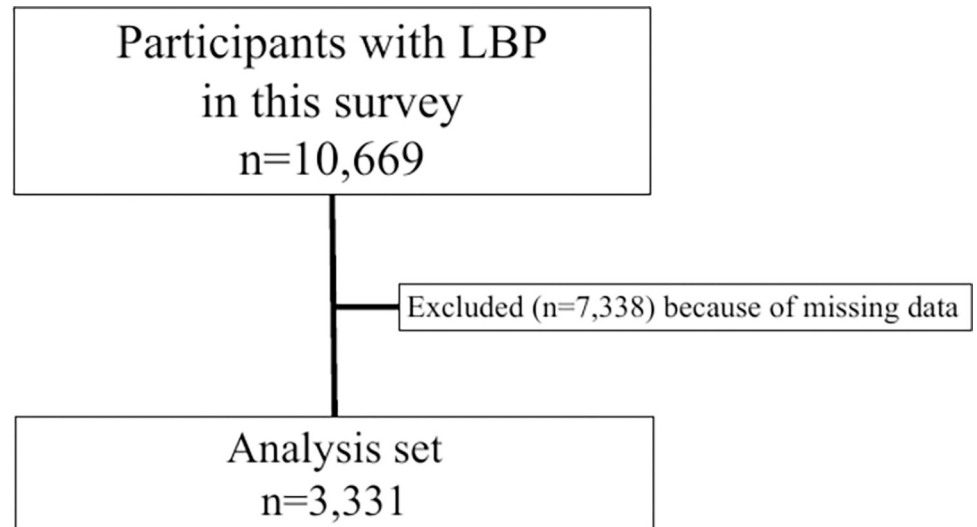 Participants with LBP
in this survey
n=10,669
Excluded (n=7,338) because of missing data
Analysis set
n=3,331